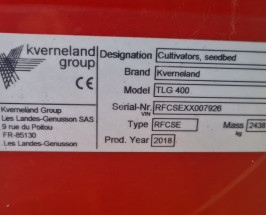 kverneland
group
CE
Kverneland Group
Les Landes-Genusson SAS
9 rue du Poitou
FR-85130
Les Landes-Genusson
Designation Cultivators, seedbed
Brand Kverneland
Model TLG 400
Serial-Nr. RFCSEXX007926
VIN
Type RFCSE Mass 2438
kg
Prod. Year 2018